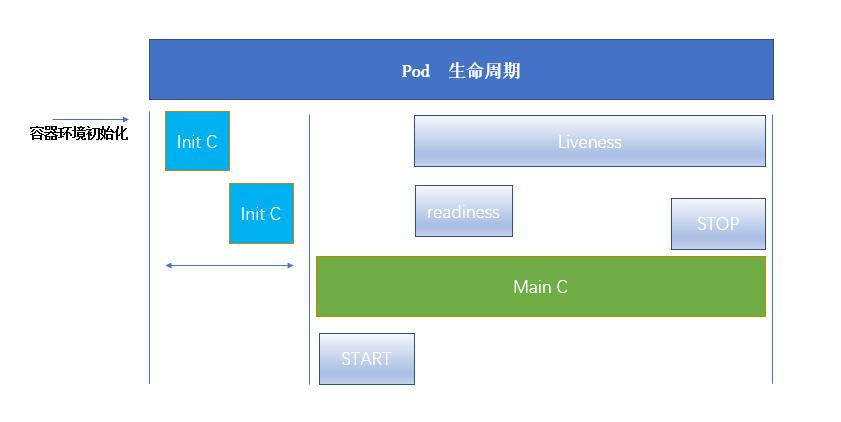 Pod 生命周期
容器环境初始化
Init C
Liveness
Init C
readiness
STOP
Main C
START